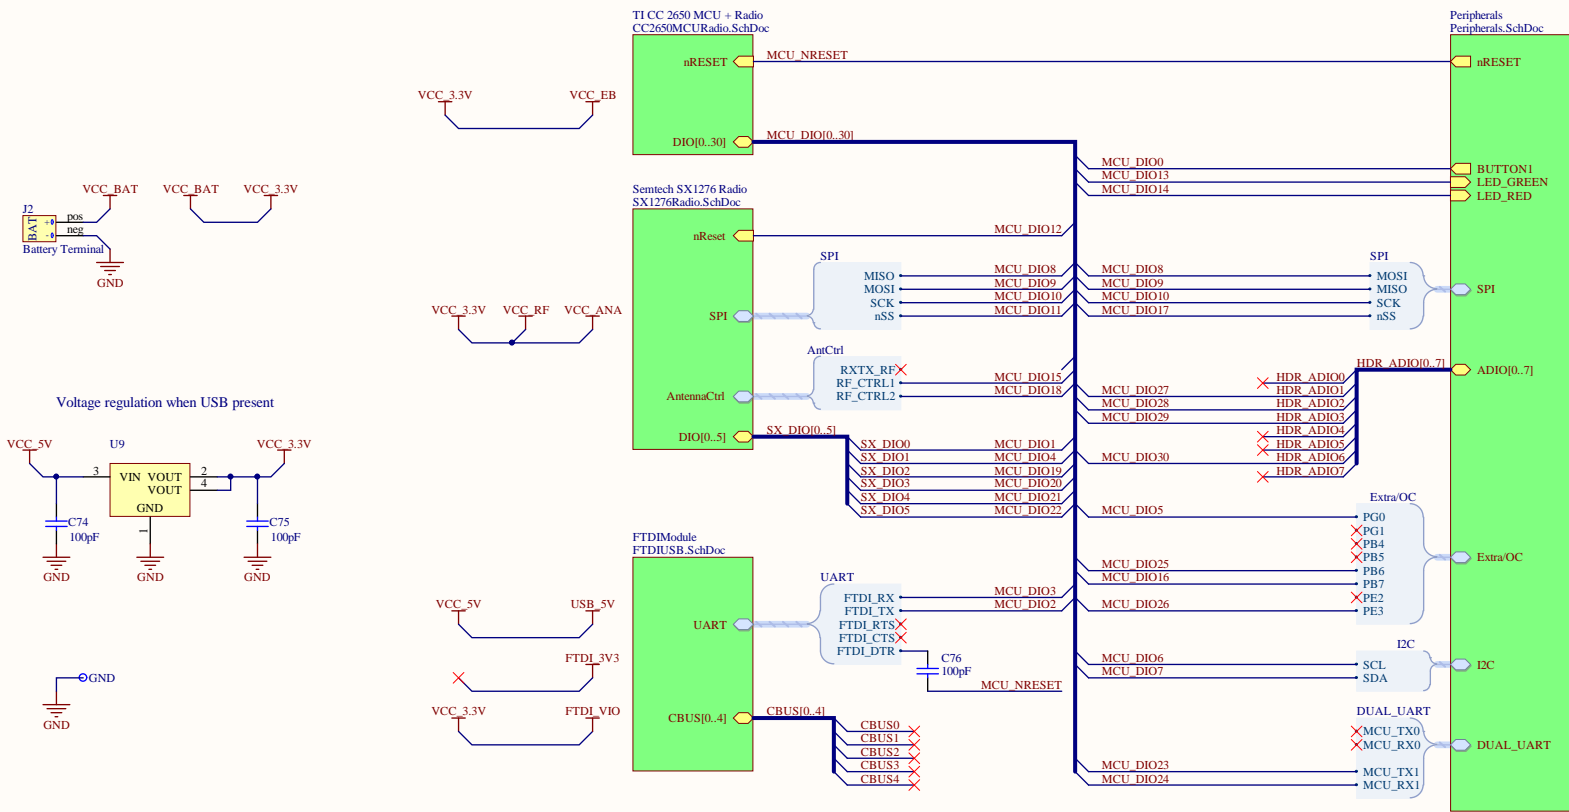 TI CC 2650 MCU + Radio
CC2650MCURadio.SchDoc
nRESET
MCU_NRESET
DIO[0..30]
MCU_DIO[0..30]
Peripherals
Peripherals.SchDoc
nRESET
BUTTON1
LED_GREEN
LED_RED
MCU_DIO0
MCU_DIO13
MCU_DIO14
VCC_3.3V
VCC_EB
VCC_BAT
VCC_BAT
VCC_3.3V
J2
BAT
+
-
pos
neg
Battery Terminal
GND
Semtech SX1276 Radio
SX1276Radio.SchDoc
nReset
MCU_DIO12
SPI
SPI
MISO
MOSI
SCK
nSS
MCU_DIO8
MCU_DIO9
MCU_DIO10
MCU_DIO11
MCU_DIO8
MCU_DIO9
MCU_DIO10
MCU_DIO17
SPI
MOSI
MISO
SCK
nSS
SPI
VCC_3.3V
VCC_RF
VCC_ANA
AntCtrl
RXTX_RF
RF_CTRL1
RF_CTRL2
AntennaCtrl
MCU_DIO15
MCU_DIO18
MCU_DIO27
MCU_DIO28
MCU_DIO29
MCU_DIO30
HDR_ADIO[0..7]
ADIO[0..7]
HDR_ADIO0
HDR_ADIO1
HDR_ADIO2
HDR_ADIO3
HDR_ADIO4
HDR_ADIO5
HDR_ADIO6
HDR_ADIO7
DIO[0..5]
SX_DIO[0..5]
SX_DIO0
SX_DIO1
SX_DIO2
SX_DIO3
SX_DIO4
SX_DIO5
MCU_DIO1
MCU_DIO4
MCU_DIO19
MCU_DIO20
MCU_DIO21
MCU_DIO22
Voltage regulation when USB present
VCC_5V
U9
VCC_3.3V
3
VIN VOUT
VOUT
GND
2
4
1
C74
100pF
C75
100pF
GND
GND
GND
MCU_DIO5
MCU_DIO25
MCU_DIO16
MCU_DIO26
Extra/OC
PG0
PG1
PB4
PB5
PB6
PB7
PE2
PE3
Extra/OC
FTDIModule
FTDIUSB.SchDoc
UART
UART
FTDI_RX
FTDI_TX
FTDI_RTS
FTDI_CTS
FTDI_DTR
MCU_DIO3
MCU_DIO2
C76
100pF
MCU_NRESET
VCC_5V
USB_5V
FTDI_3V3
VCC_3.3V
FTDI_VIO
GND
GND
MCU_DIO6
MCU_DIO7
I2C
SCL
SDA
I2C
CBUS[0..4]
CBUS[0..4]
CBUS0
CBUS1
CBUS2
CBUS3
CBUS4
DUAL_UART
MCU_TX0
MCU_RX0
MCU_TX1
MCU_RX1
DUAL_UART
MCU_DIO23
MCU_DIO24